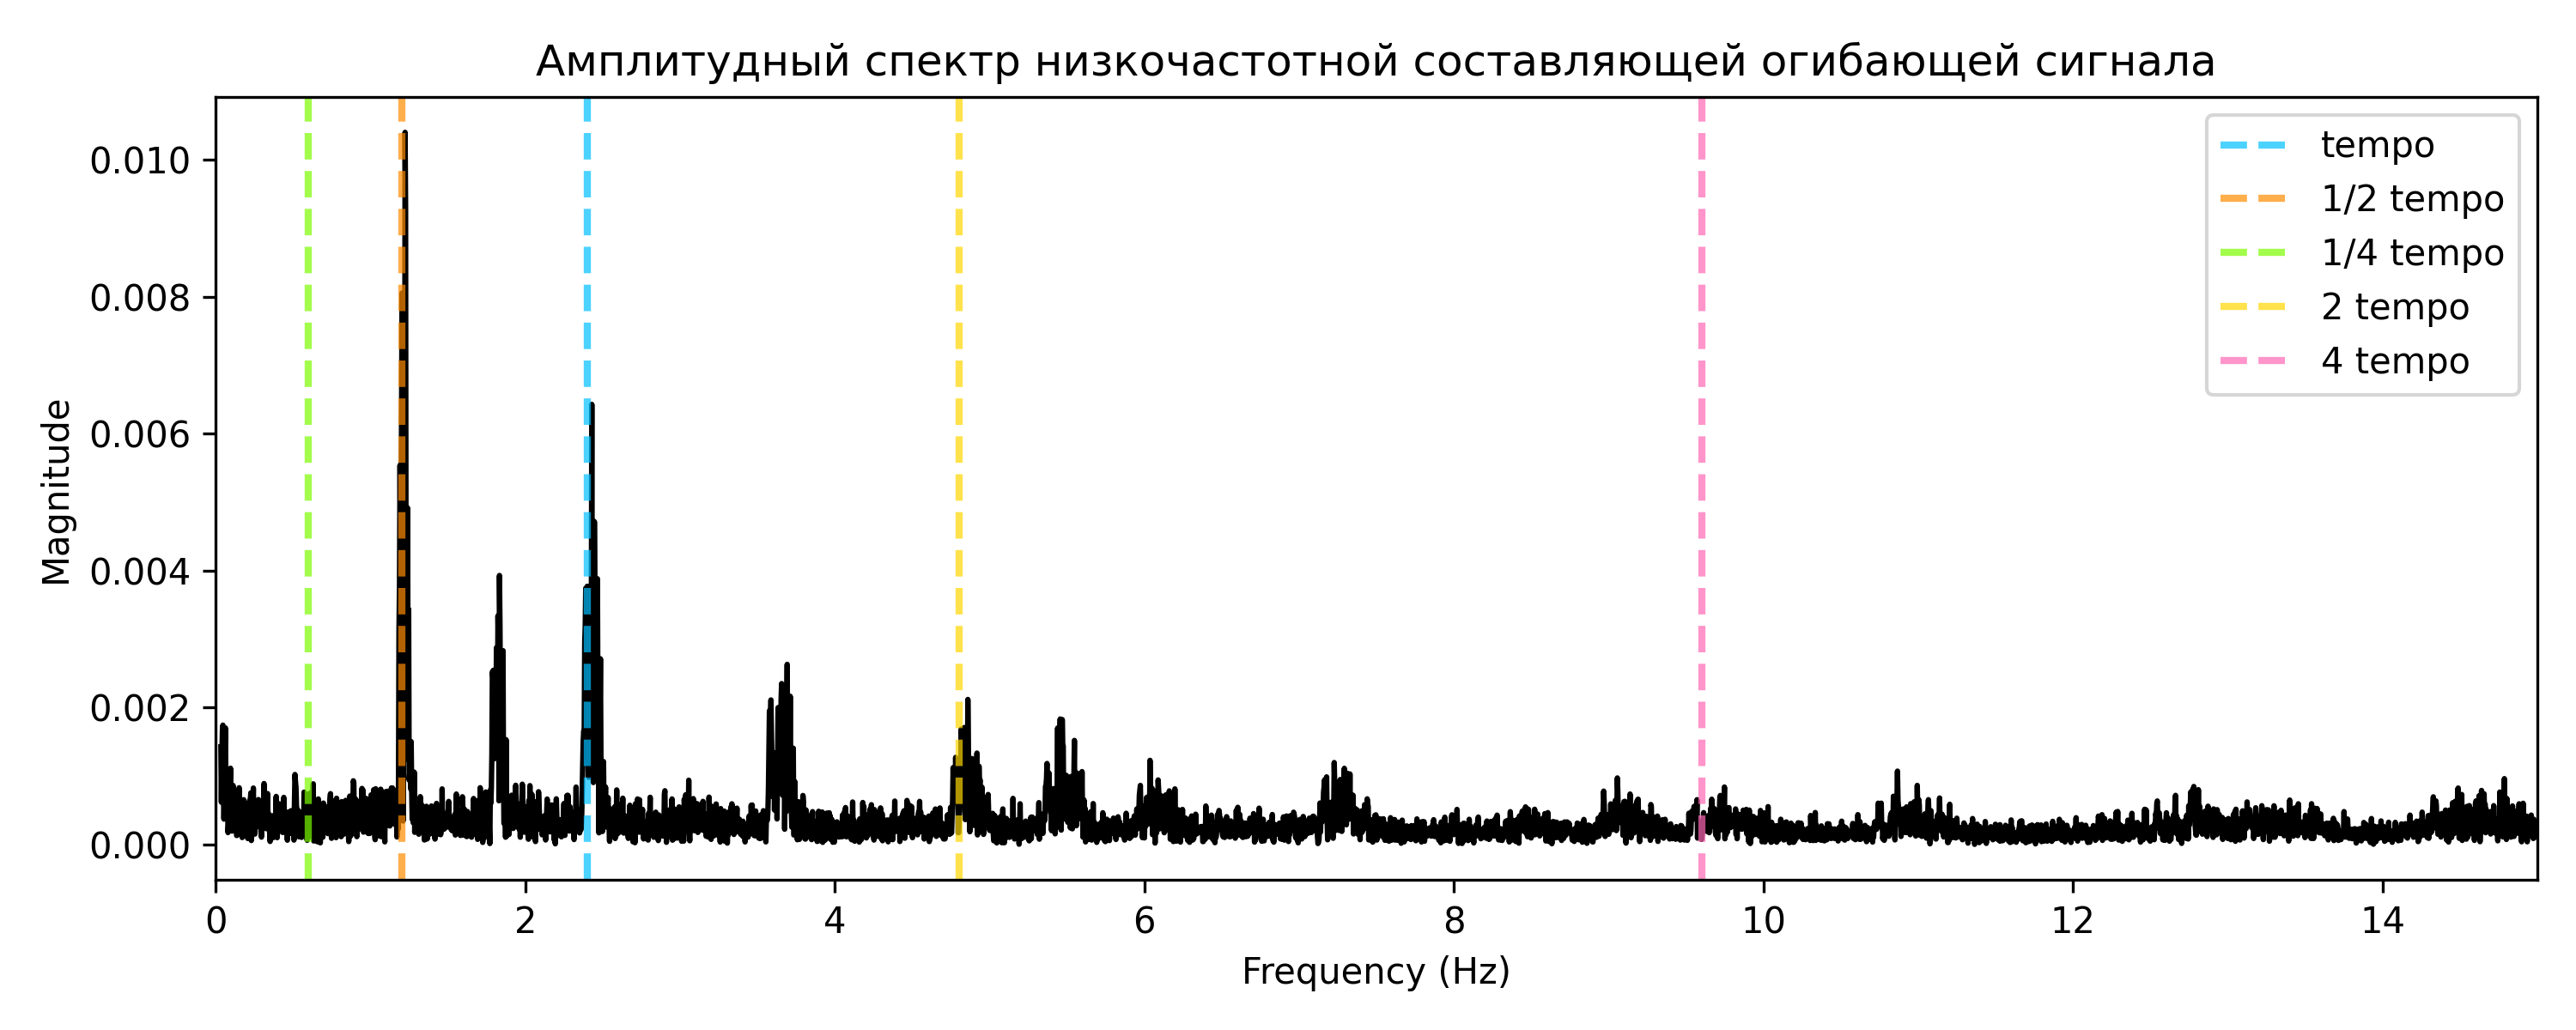 Амплитудный спектр низкочастотной составляющей огибающей сигнала
Magnitude
0.010
0.008
0.006
0.004
0.002
0.000
0 2 4 6 8 10 12 14
Frequency (Hz)
tempo
1/2 tempo
1/4 tempo
2 tempo
4 tempo